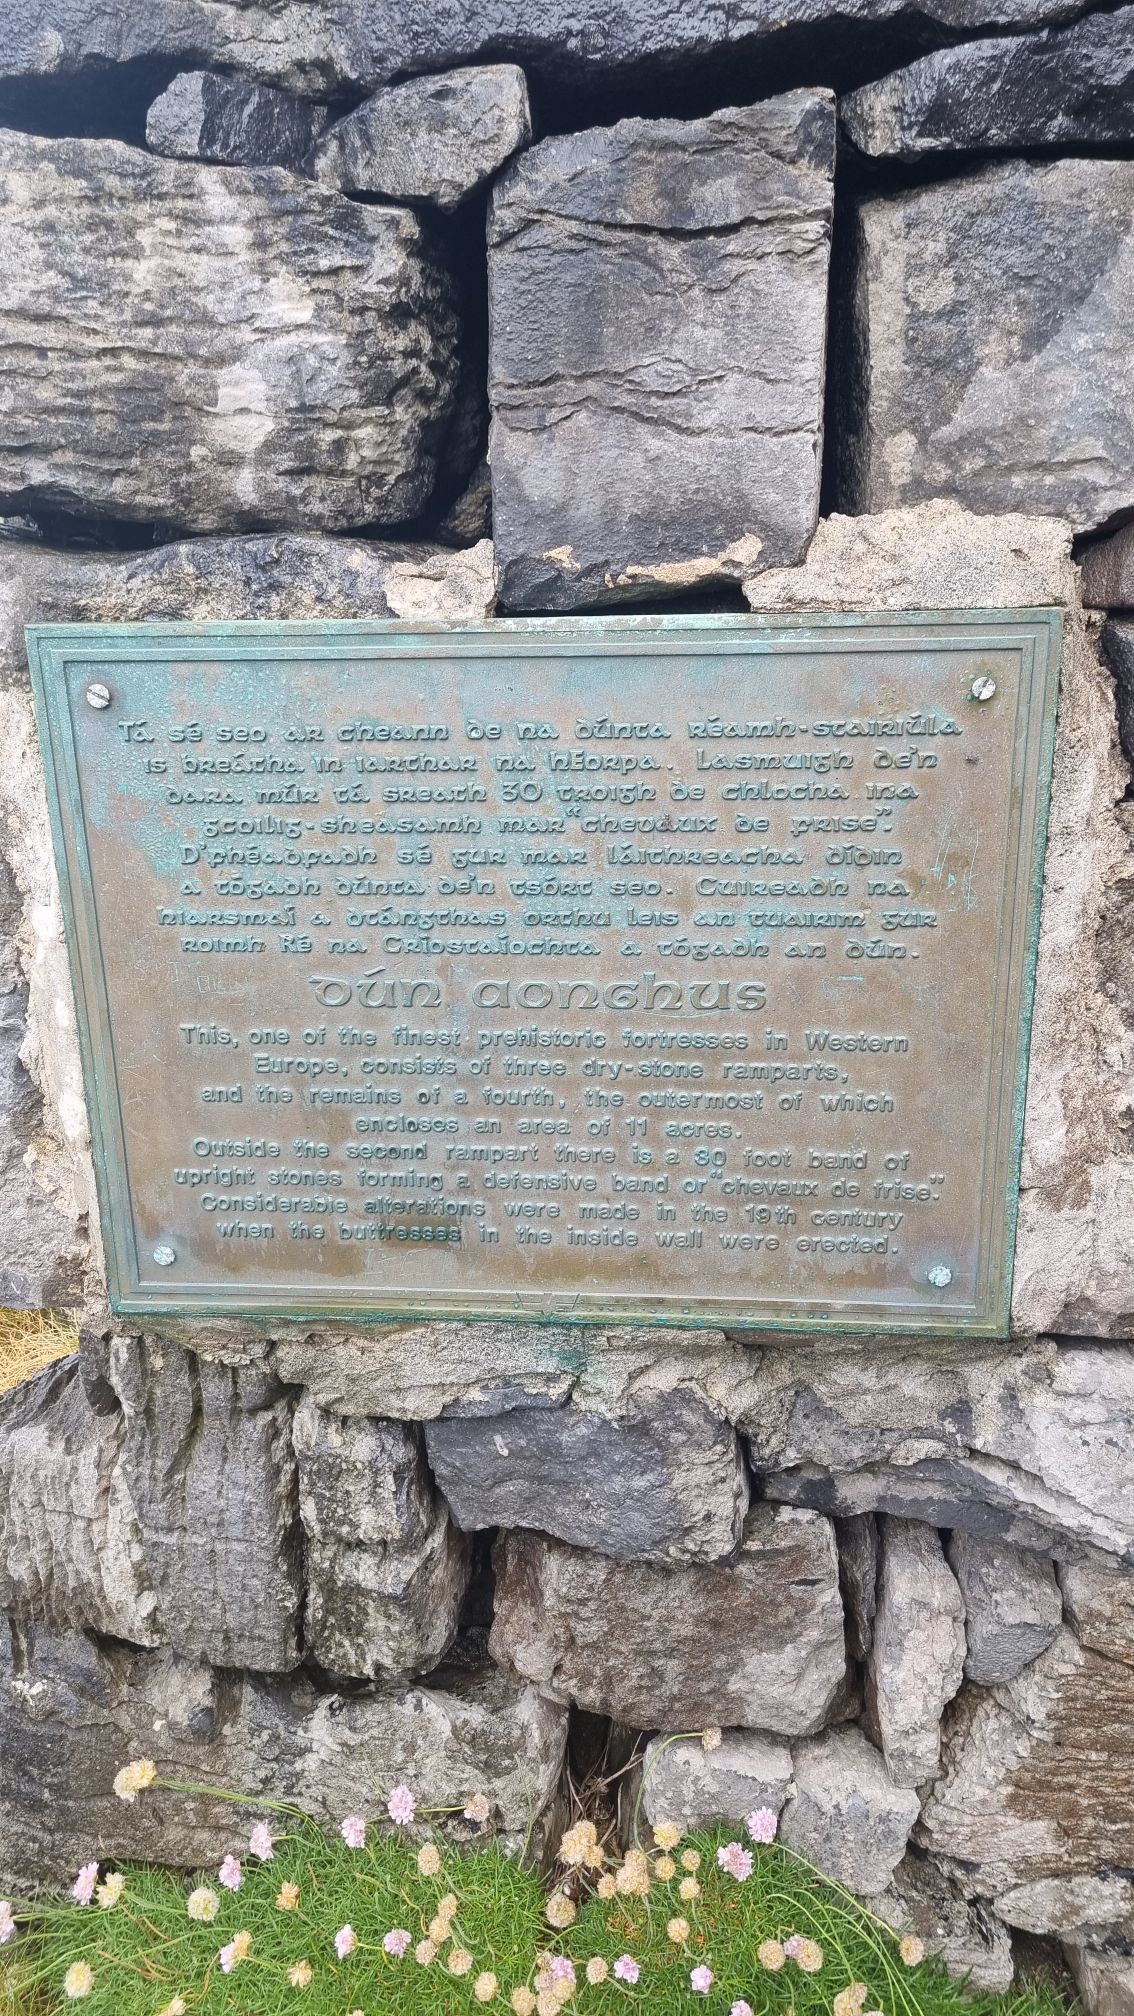 Tá sé seo ar cheann de na dúnta réamh-stairiúla
is breátha in iarthar na hEorpa. Lasmuigh de'n
dara múr tá sreath 30 troigh de chlocha ina
gcoilig-sheasamh mar "chevaux de frise".
D'fhéadfadh sé gur mar láithreacha dídin
a tógadh dúnta de'n tsórt seo. Cuireadh na
hiarsmaí a dtángthas orthu leis an tuairim gur
roimh Ré na Críostaíochta a tógadh an dún.
Dún Aonghus
This, one of the finest prehistoric fortresses in Western
Europe, consists of three dry-stone ramparts,
and the remains of a fourth, the outermost of which
encloses an area of 11 acres.
Outside the second rampart there is a 30 foot band of
upright stones forming a defensive band or "chevaux de frise."
Considerable alterations were made in the 19th century
when the buttresses in the inside wall were erected.